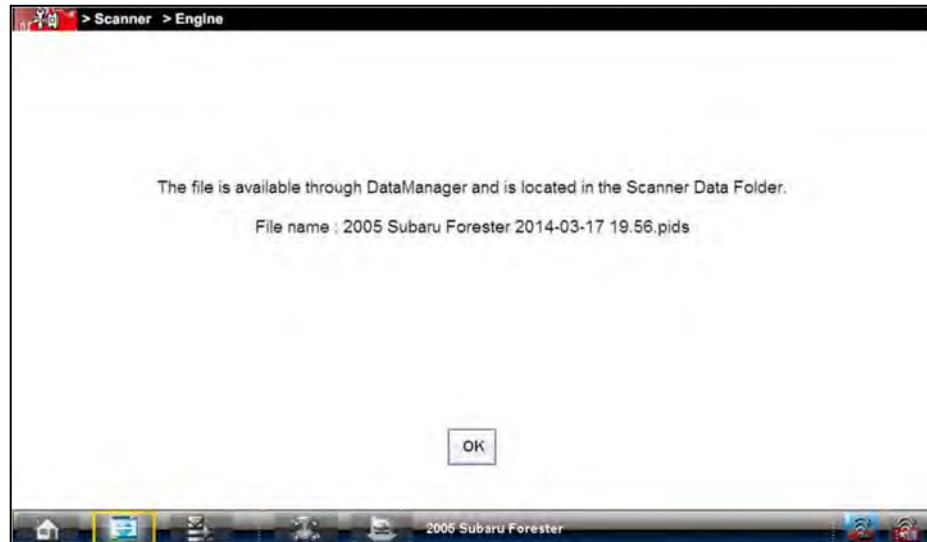 > Scanner > Engine
The file is available through DataManager and is located in the Scanner Data Folder.
File name : 2005 Subaru Forester 2014-03-17 19.56.pids
OK
2005 Subaru Forester